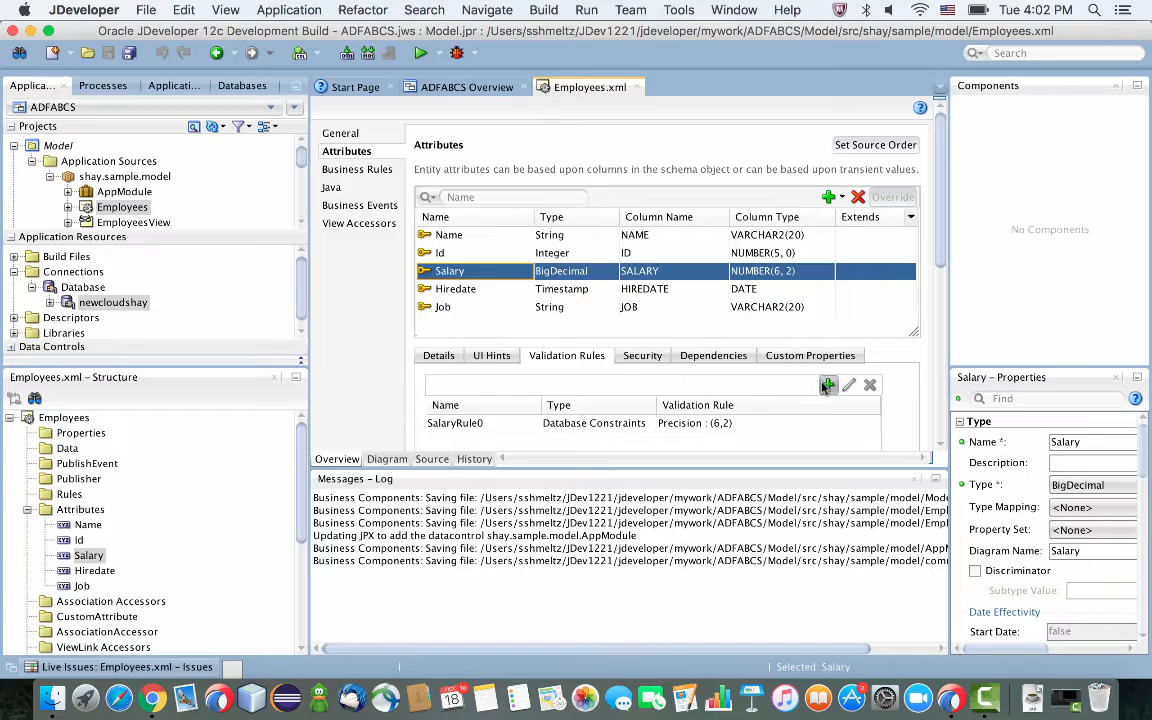 JDeveloper File Edit View Application Refactor Search Navigate Build Run Team Tools Window Help Tue 4:02 PM
Oracle JDeveloper 12c Development Build - ADFABCS.jws : Model.jpr : /Users/sshmeltz/JDev1221/jdeveloper/mywork/ADFABCS/Model/src/shay/sample/model/Employees.xml
Search
Applica... Processes Applicati... Databases
Start Page ADFABCS Overview Employees.xml
Components
ADFABCS
Projects
Model
Application Sources
shay.sample.model
AppModule
Employees
EmployeesView
Application Resources
Build Files
Connections
Database
newcloudshay
Descriptors
Libraries
Data Controls
General
Attributes
Business Rules
Java
Business Events
View Accessors
Attributes
Set Source Order
Entity attributes can be based upon columns in the schema object or can be based upon transient values.
Name
Override
Name Type Column Name Column Type Extends
Name String NAME VARCHAR2(20)
Id Integer ID NUMBER(5, 0)
Salary BigDecimal SALARY NUMBER(6, 2)
Hiredate Timestamp HIREDATE DATE
Job String JOB VARCHAR2(20)
Details UI Hints Validation Rules Security Dependencies Custom Properties
Name Type Validation Rule
SalaryRule0 Database Constraints Precision : (6,2)
Overview Diagram Source History
No Components
Employees.xml - Structure
Employees
Properties
Data
PublishEvent
Publisher
Rules
Attributes
Name
Id
Salary
Hiredate
Job
Association Accessors
CustomAttribute
AssociationAccessor
ViewLink Accessors
Messages - Log
Business Components: Saving file: /Users/sshmeltz/JDev1221/jdeveloper/mywork/ADFABCS/Model/src/shay/sample/model/Mode
Business Components: Saving file: /Users/sshmeltz/JDev1221/jdeveloper/mywork/ADFABCS/Model/src/shay/sample/model/Emp
Business Components: Saving file: /Users/sshmeltz/JDev1221/jdeveloper/mywork/ADFABCS/Model/src/shay/sample/model/Emp
Updating JPX to add the datacontrol shay.sample.model.AppModule
Business Components: Saving file: /Users/sshmeltz/JDev1221/jdeveloper/mywork/ADFABCS/Model/src/shay/sample/model/AppM
Business Components: Saving file: /Users/sshmeltz/JDev1221/jdeveloper/mywork/ADFABCS/Model/src/shay/sample/model/com
Salary - Properties
Find
Type
Name *: Salary
Description:
Type *: BigDecimal
Type Mapping: <None>
Property Set: <None>
Diagram Name: Salary
Discriminator
Subtype Value:
Date Effectivity
Start Date: false
Live Issues: Employees.xml - Issues
Selected: Salary
18